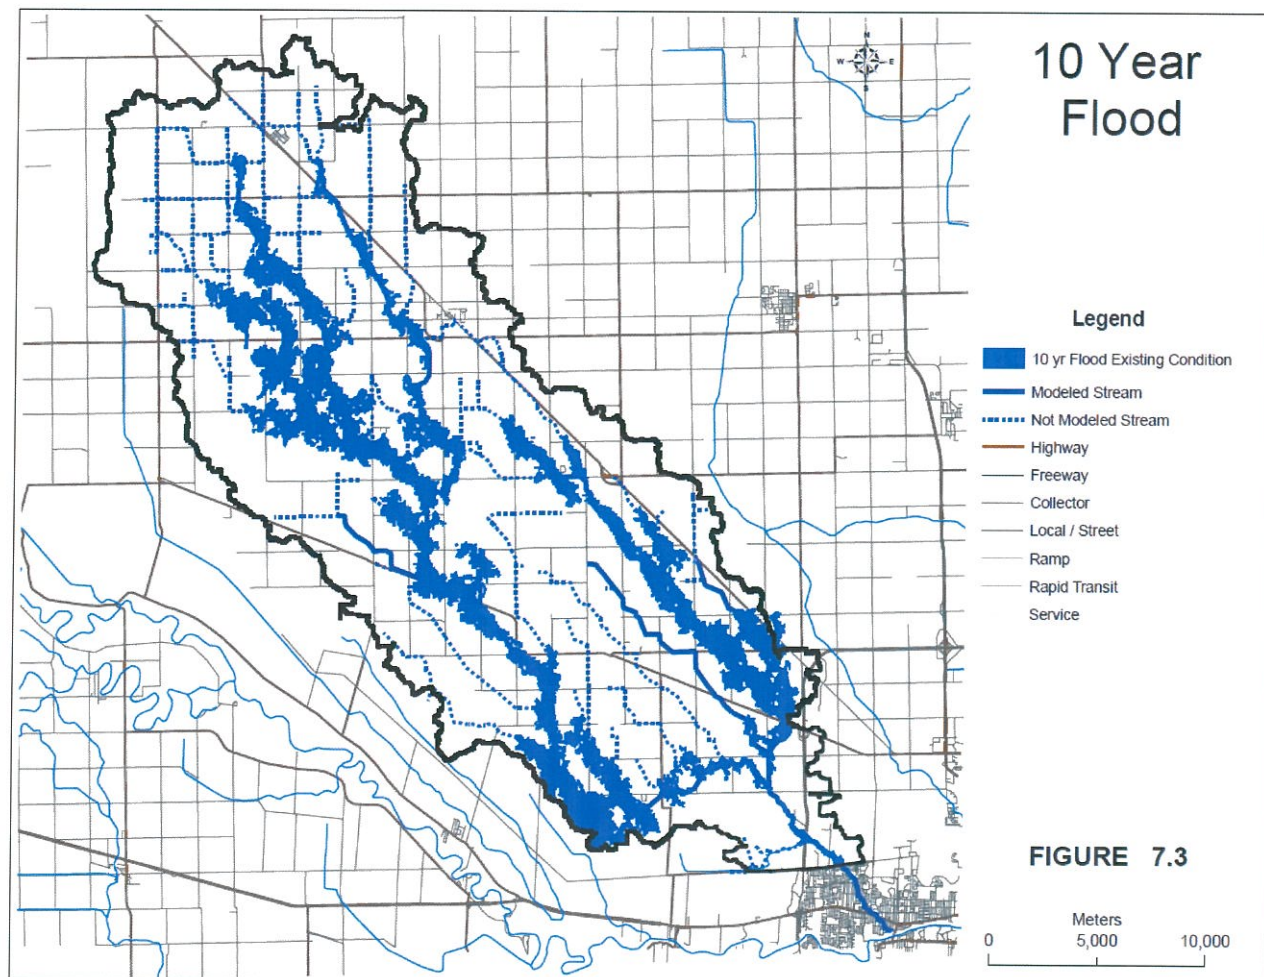 10 Year
Flood
N
W
E
S
Legend
10 yr Flood Existing Condition
Modeled Stream
Not Modeled Stream
Highway
Freeway
Collector
Local / Street
Ramp
Rapid Transit
Service
FIGURE 7.3
Meters
0 5,000 10,000